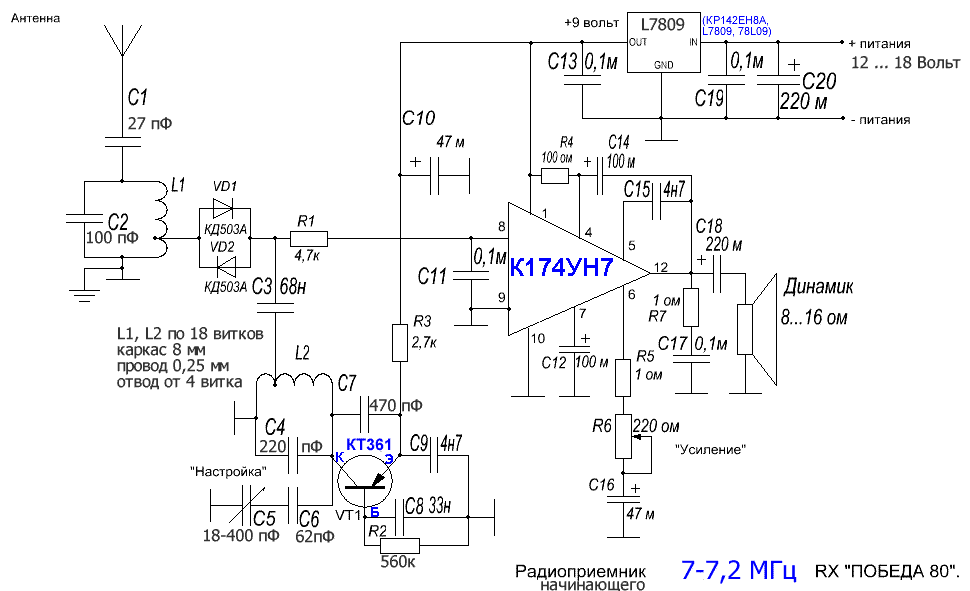 Антенна
C1
27 пФ
L1
C2
100 пФ
VD1
КД503А
VD2
КД503А
R1
4,7к
C3
68н
L1, L2 по 18 витков
каркас 8 мм
провод 0,25 мм
отвод от 4 витка
L2
C7
470 пФ
C4
220 пФ
"Настройка"
C5
18-400 пФ
C6
62пФ
КТ361
К
Э
Б
VT1
C9
4н7
C8
33н
R2
560к
R3
2,7к
C10
47 м
+
C11
0,1м
8
9
1
4
5
12
6
7
10
К174УН7
+9 вольт
C13
0,1м
L7809
OUT
IN
GND
(КР142ЕН8А,
L7809, 78L09)
0,1м
C19
+
C20
220 м
+ питания
12 ... 18 Вольт
- питания
R4
100 ом
C14
+
100 м
C15
4н7
C18
220 м
+
1 ом
R7
C17
0,1м
Динамик
8...16 ом
C12
+
100 м
R5
1 ом
R6
220 ом
"Усиление"
C16
+
47 м
Радиоприемник
начинающего
7-7,2 МГц
RX "ПОБЕДА 80".